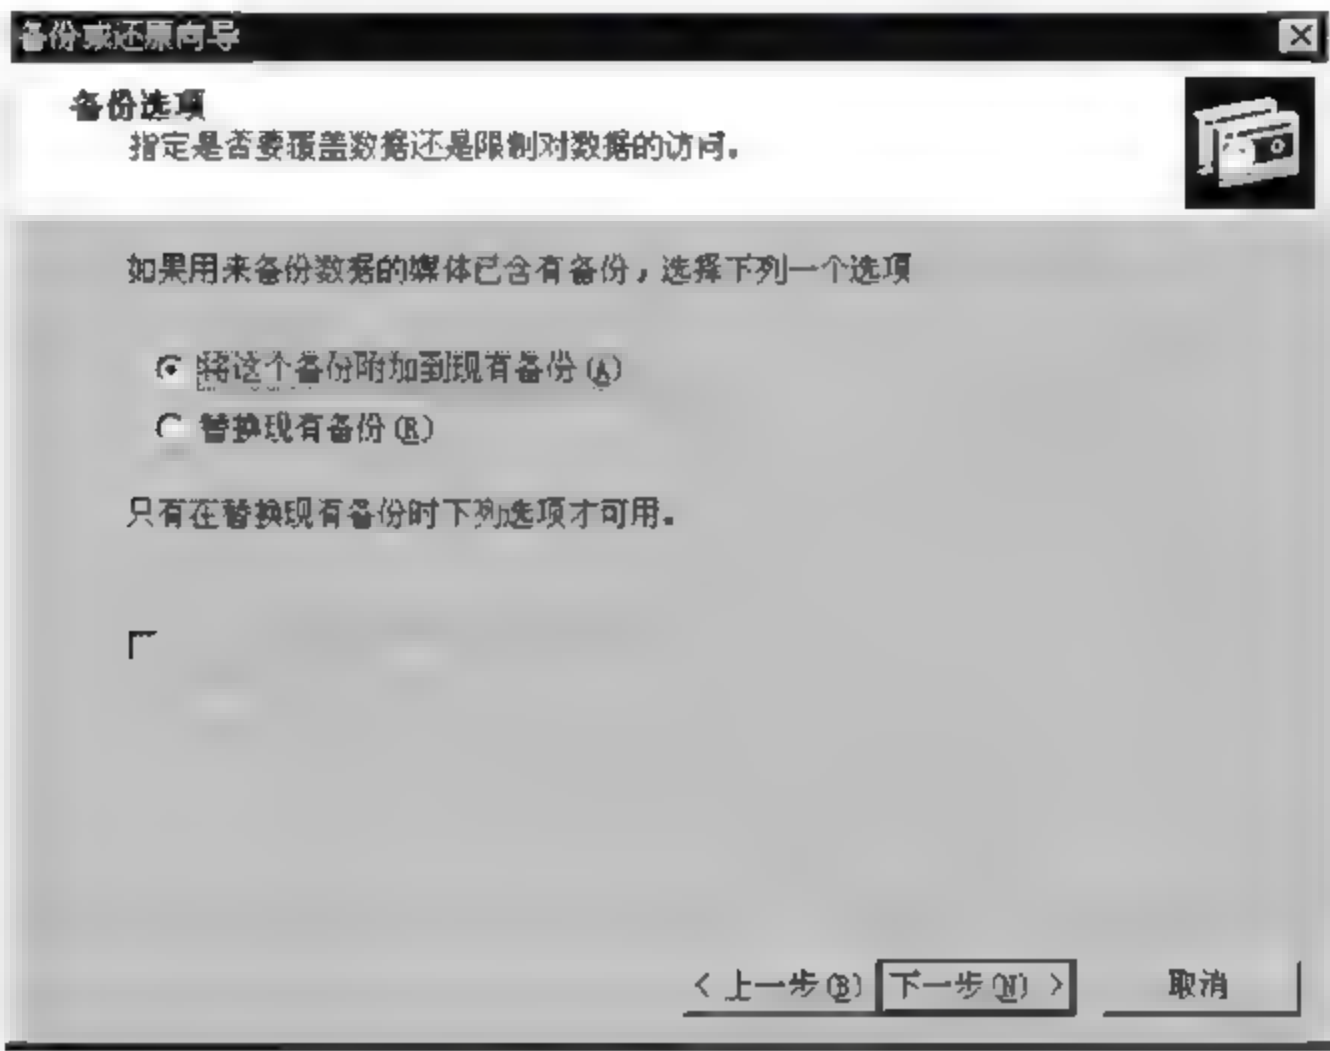 备份或还原向导
备份选项
指定是否要覆盖数据还是限制对数据的访问。
如果用来备份数据的媒体已含有备份，选择下列一个选项
将这个备份附加到现有备份(A)
替换现有备份(R)
只有在替换现有备份时下列选项才可用。
< 上一步(B) 下一步(N) > 取消